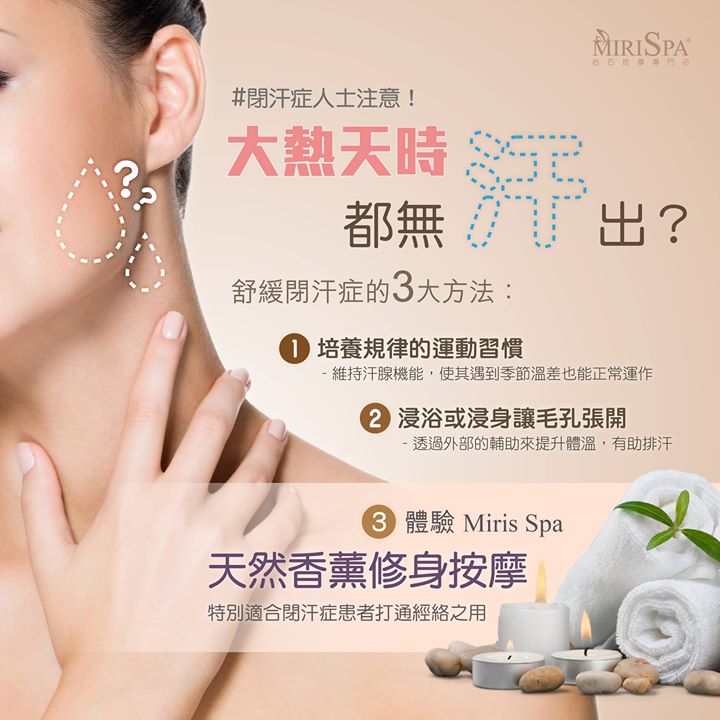 MIRISPA®
岩石按摩專門店
#閉汗症人士注意！
大熱天時
都無汗出？
舒緩閉汗症的3大方法：
1 培養規律的運動習慣
- 維持汗腺機能，使其遇到季節溫差也能正常運作
2 浸浴或浸身讓毛孔張開
- 透過外部的輔助來提升體溫，有助排汗
3 體驗 Miris Spa
天然香薰修身按摩
特別適合閉汗症患者打通經絡之用
??